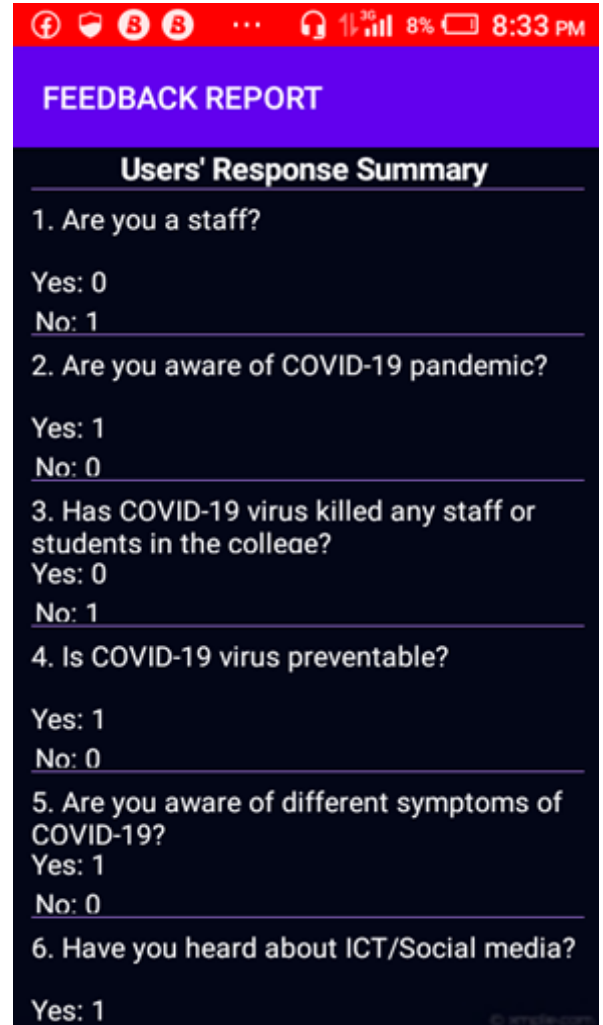 3G 8% 8:33 PM
FEEDBACK REPORT
Users' Response Summary
1. Are you a staff?
Yes: 0
No: 1
2. Are you aware of COVID-19 pandemic?
Yes: 1
No: 0
3. Has COVID-19 virus killed any staff or
students in the college?
Yes: 0
No: 1
4. Is COVID-19 virus preventable?
Yes: 1
No: 0
5. Are you aware of different symptoms of
COVID-19?
Yes: 1
No: 0
6. Have you heard about ICT/Social media?
Yes: 1